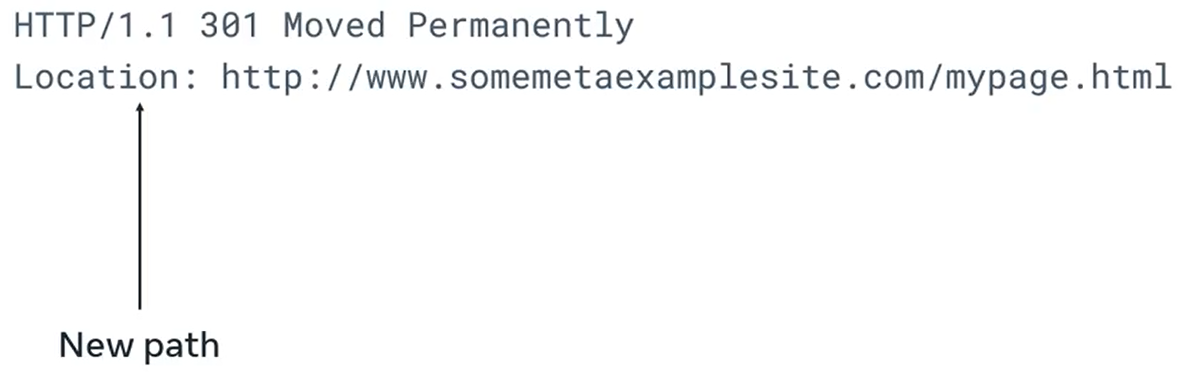 HTTP/1.1 301 Moved Permanently
Location: http://www.somemetaexamplesite.com/mypage.html
New path